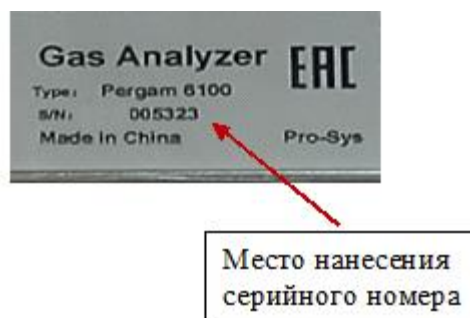 Gas Analyzer EAC
Type: Pergam 6100
S/N: 005323
Made in China Pro-Sys
Место нанесения
серийного номера